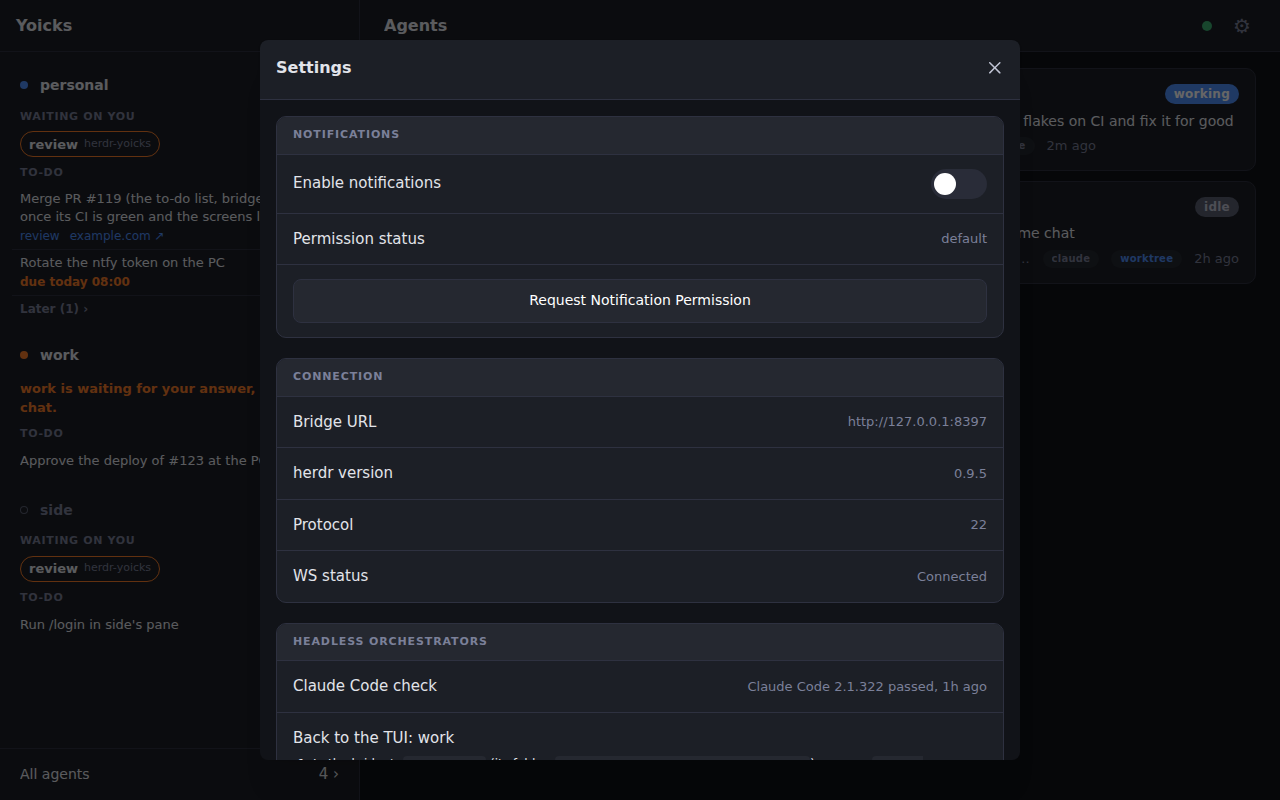 Yoicks
Agents
Settings
personal
WAITING ON YOU
review herdr-yoicks
TO-DO
Merge PR #119 (the to-do list, bridge
once its CI is green and the screens
review example.com ↗
Rotate the ntfy token on the PC
due today 08:00
Later (1) ›
work
work is waiting for your answer,
chat.
TO-DO
Approve the deploy of #123 at the
side
WAITING ON YOU
review herdr-yoicks
TO-DO
Run /login in side's pane
All agents
4 ›
NOTIFICATIONS
Enable notifications
Permission status
default
Request Notification Permission
CONNECTION
Bridge URL
http://127.0.0.1:8397
herdr version
0.9.5
Protocol
22
WS status
Connected
HEADLESS ORCHESTRATORS
Claude Code check
Claude Code 2.1.322 passed, 1h ago
Back to the TUI: work
working
flakes on CI and fix it for good
2m ago
idle
me chat
claude worktree 2h ago